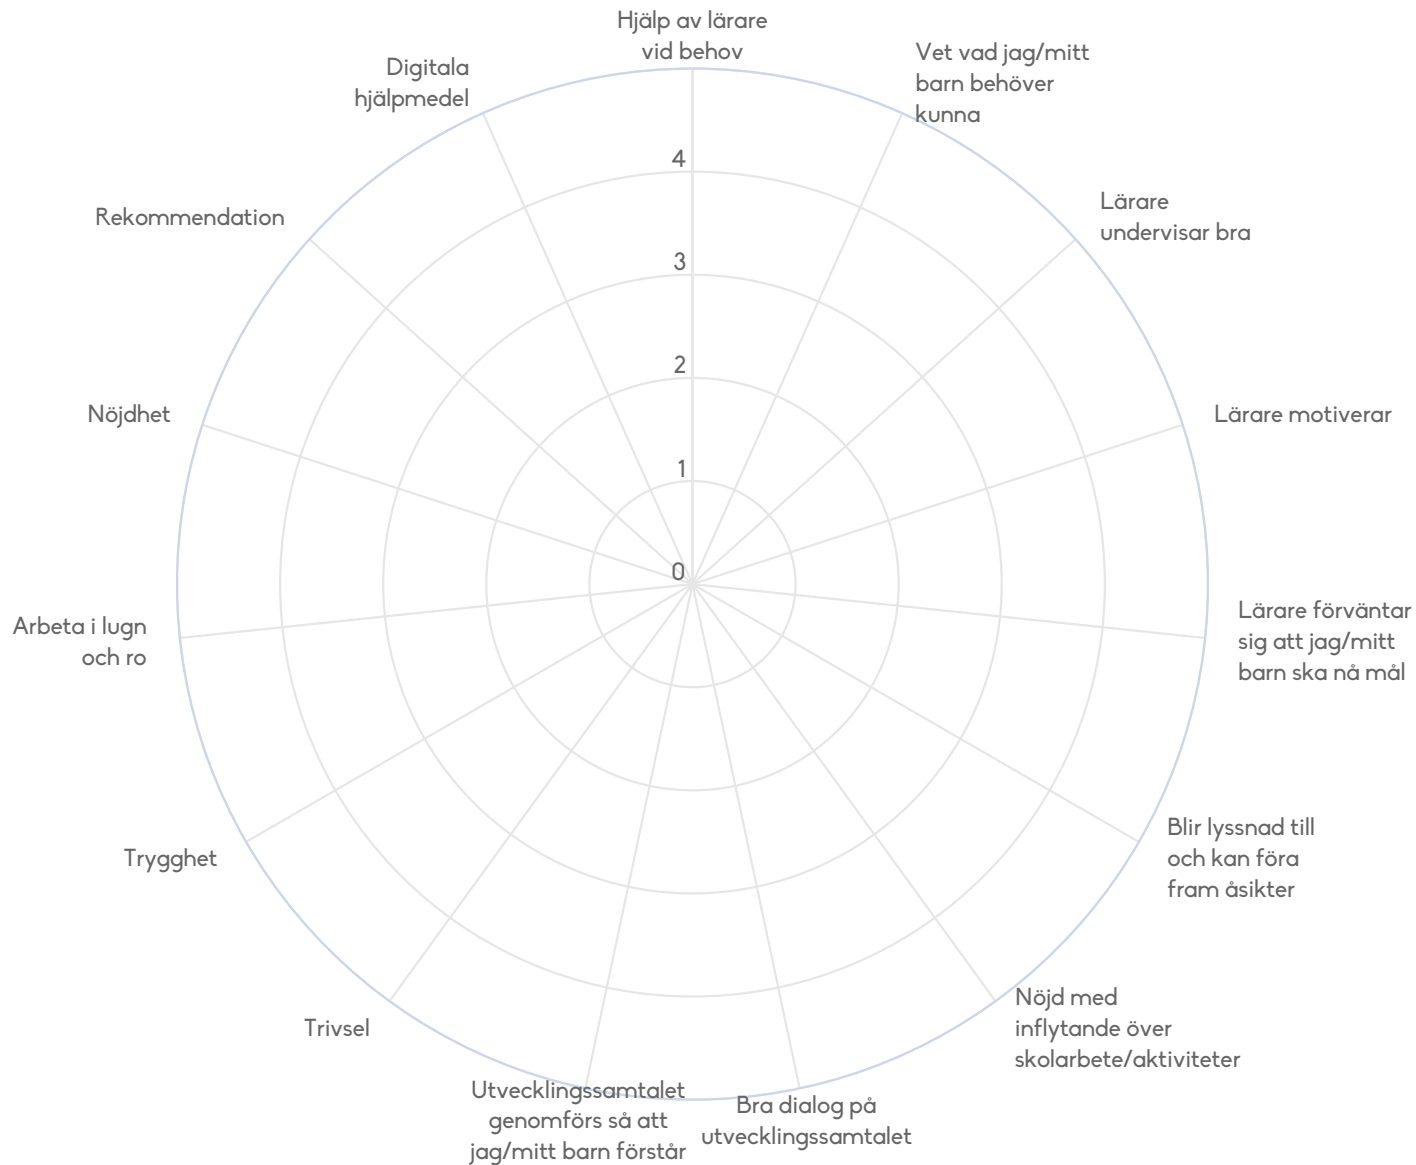 Hjälp av lärare
vid behov
Vet vad jag/mitt
barn behöver
kunna
Lärare
undervisar bra
Lärare motiverar
Lärare förväntar
sig att jag/mitt
barn ska nå mål
Blir lyssnad till
och kan föra
fram åsikter
Nöjd med
inflytande över
skolarbete/aktiviteter
Bra dialog på
utvecklingssamtalet
Utvecklingssamtalet
genomförs så att
jag/mitt barn förstår
Trivsel
Trygghet
Arbeta i lugn
och ro
Nöjdhet
Rekommendation
Digitala
hjälpmedel
4
3
2
1
0